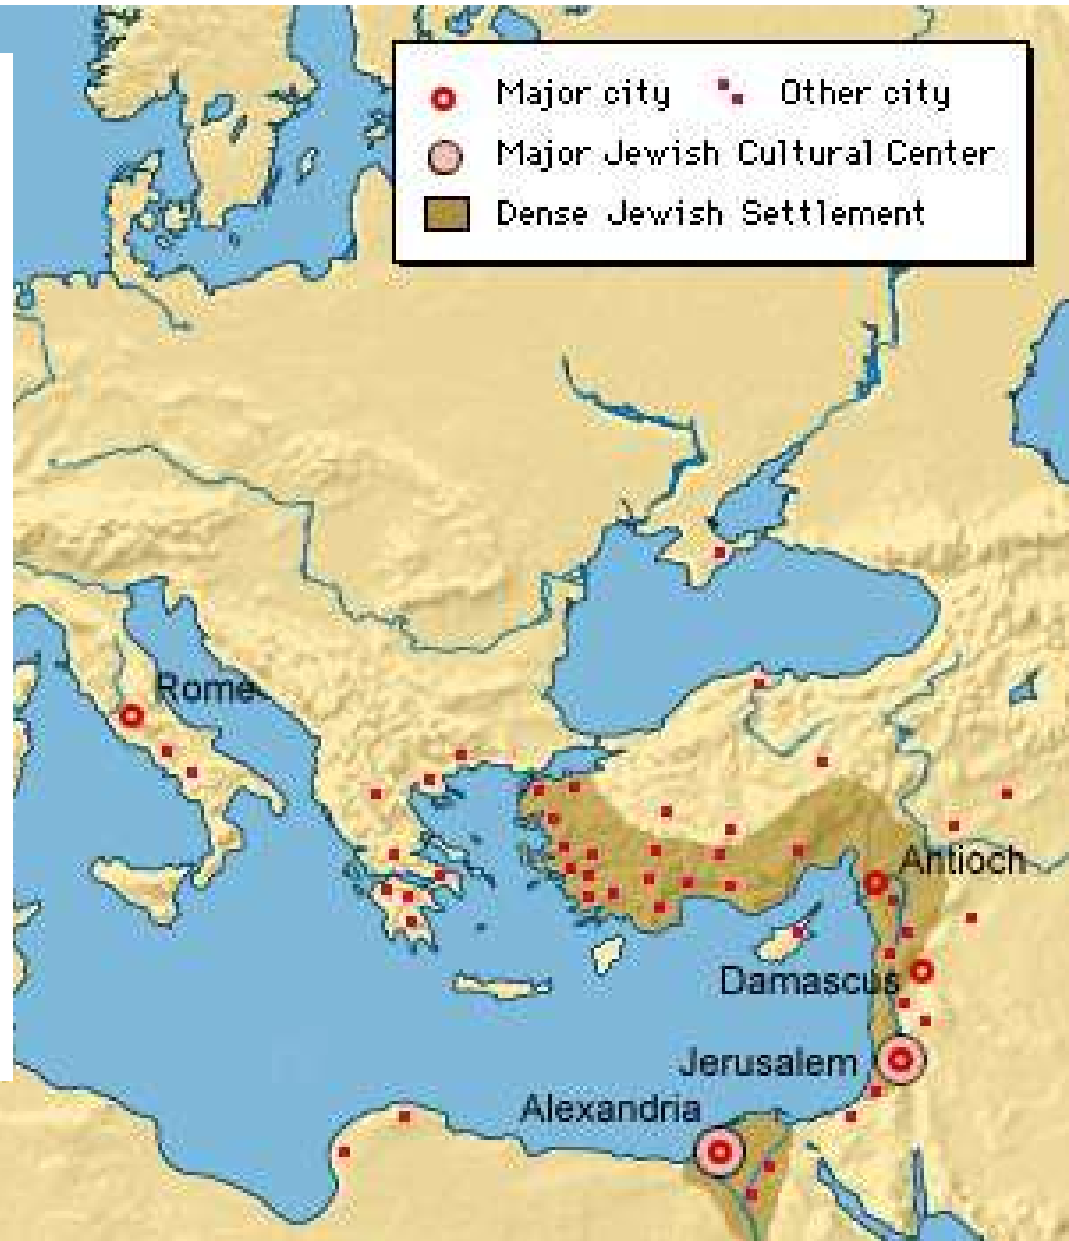 Major city Other city
Major Jewish Cultural Center
Dense Jewish Settlement
Rome
Antioch
Damascus
Jerusalem
Alexandria